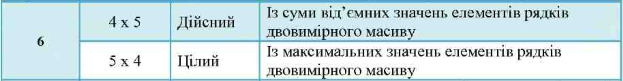 6
4 x 5
Дійсний
Із суми від’ємних значень елементів рядків
двовимірного масиву
5 x 4
Цілий
Із максимальних значень елементів рядків
двовимірного масиву